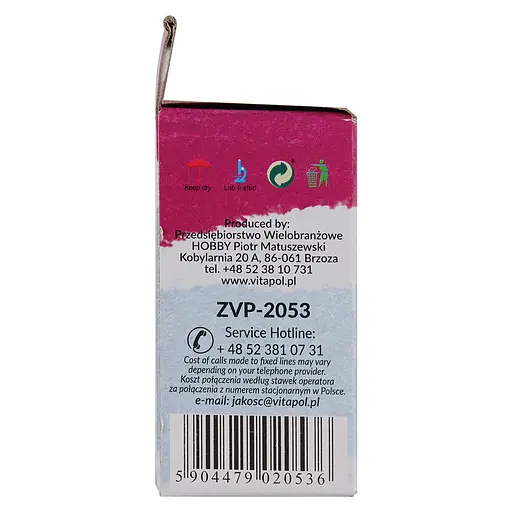 Keep dry Lab tested ®
Produced by:
Przedsiębiorstwo Wielobranżowe
HOBBY Piotr Matuszewski
Kobylarnia 20 A, 86-061 Brzoza
tel. +48 52 38 10 731
www.vitapol.pl
ZVP-2053
Service Hotline:
+ 48 52 381 07 31
Cost of calls made to fixed lines may vary
depending on your telephone provider.
Koszt połączenia według stawek operatora
za połączenia z numerem stacjonarnym w Polsce.
e-mail: jakosc@vitapol.pl
5 904479 020536